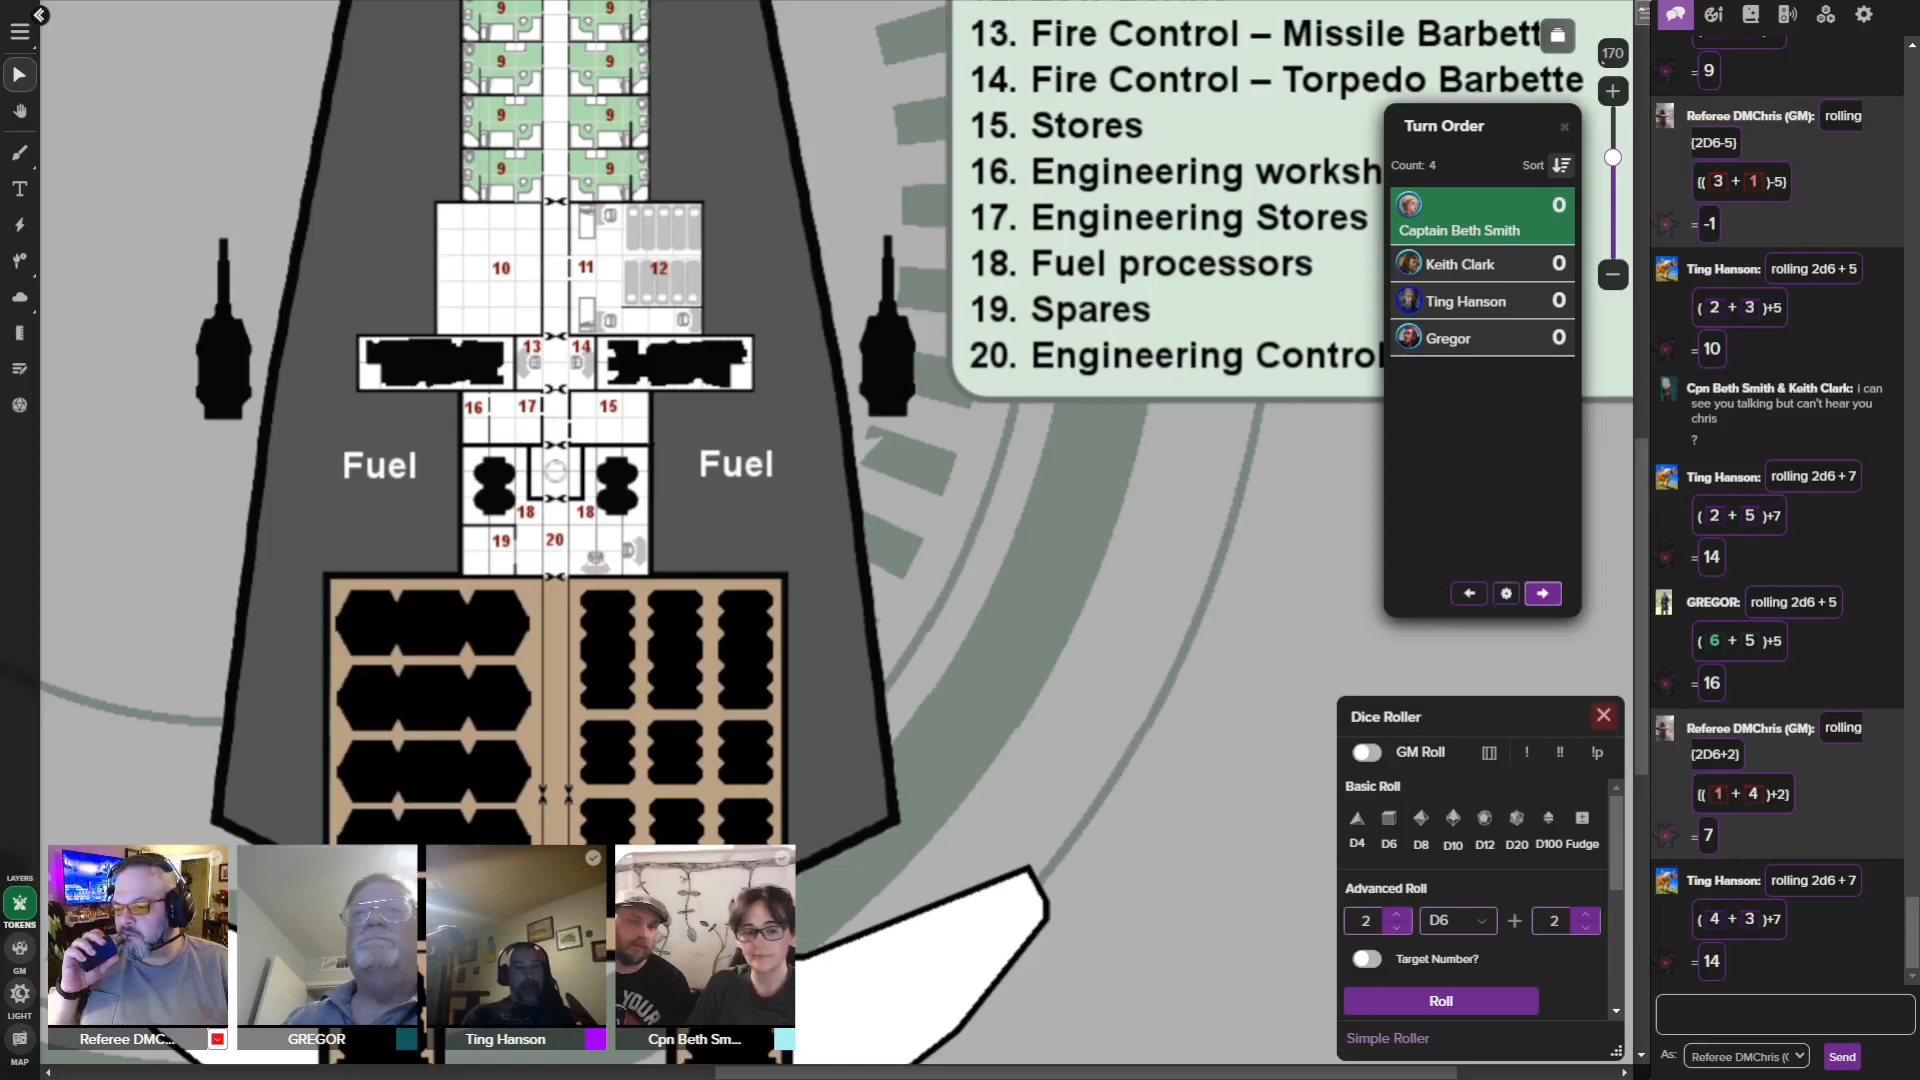 9 9
9 9
9 9
9 9
10 11 12
13 14
16 17 15
Fuel Fuel
18 18
19 20
13. Fire Control – Missile Barbett
14. Fire Control – Torpedo Barbette
15. Stores
16. Engineering worksh
17. Engineering Stores
18. Fuel processors
19. Spares
20. Engineering Control
170
Turn Order
Count: 4 Sort
0
Captain Beth Smith
Keith Clark 0
Ting Hanson 0
Gregor 0
Dice Roller
GM Roll [[]] ! !! !p
Basic Roll
D4 D6 D8 D10 D12 D20 D100 Fudge
Advanced Roll
2 D6 + 2
Target Number?
Roll
Simple Roller
LAYERS
TOKENS
GM
LIGHT
MAP
YOUR
Referee DMC...
GREGOR
Ting Hanson
Cpn Beth Sm...
=9
Referee DMChris (GM): rolling
{2D6-5}
{( 3 + 1 )-5}
=-1
Ting Hanson: rolling 2d6 + 5
( 2 + 3 )+5
=10
Cpn Beth Smith & Keith Clark: i can
see you talking but can't hear you
chris
?
Ting Hanson: rolling 2d6 + 7
( 2 + 5 )+7
=14
GREGOR: rolling 2d6 + 5
( 6 + 5 )+5
=16
Referee DMChris (GM): rolling
{2D6+2}
{( 1 + 4 )+2}
=7
Ting Hanson: rolling 2d6 + 7
( 4 + 3 )+7
=14
As: Referee DMChris (
Send